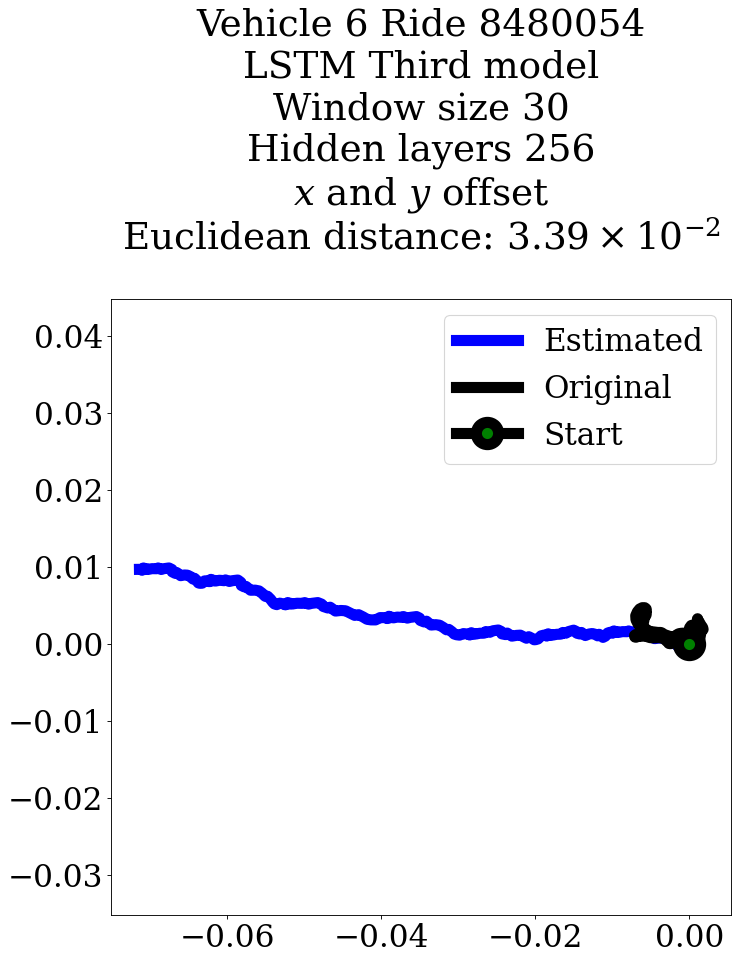 Vehicle 6 Ride 8480054
LSTM Third model
Window size 30
Hidden layers 256
x and y offset
Euclidean distance: 3.39 × 10⁻²
Estimated
Original
Start
0.04
0.03
0.02
0.01
0.00
−0.01
−0.02
−0.03
−0.06 −0.04 −0.02 0.00